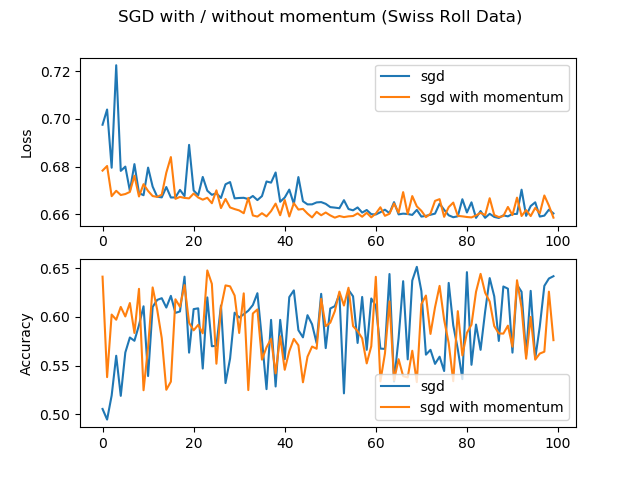 SGD with / without momentum (Swiss Roll Data)
0.72
0.70
0.68
0.66
Loss
sgd
sgd with momentum
0 20 40 60 80 100
0.65
0.60
0.55
0.50
Accuracy
sgd
sgd with momentum
0 20 40 60 80 100